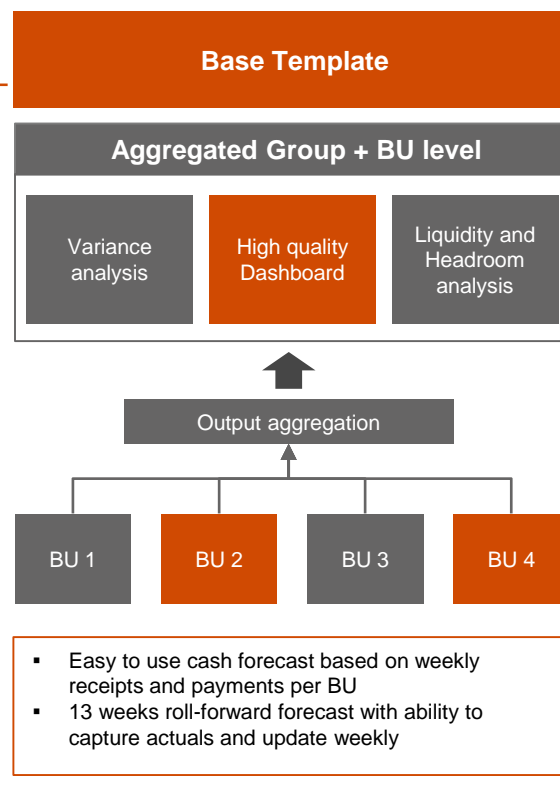 Base Template
Aggregated Group + BU level
Variance
analysis
High quality
Dashboard
Liquidity and
Headroom
analysis
Output aggregation
BU 1
BU 2
BU 3
BU 4
▪ Easy to use cash forecast based on weekly
receipts and payments per BU
▪ 13 weeks roll-forward forecast with ability to
capture actuals and update weekly